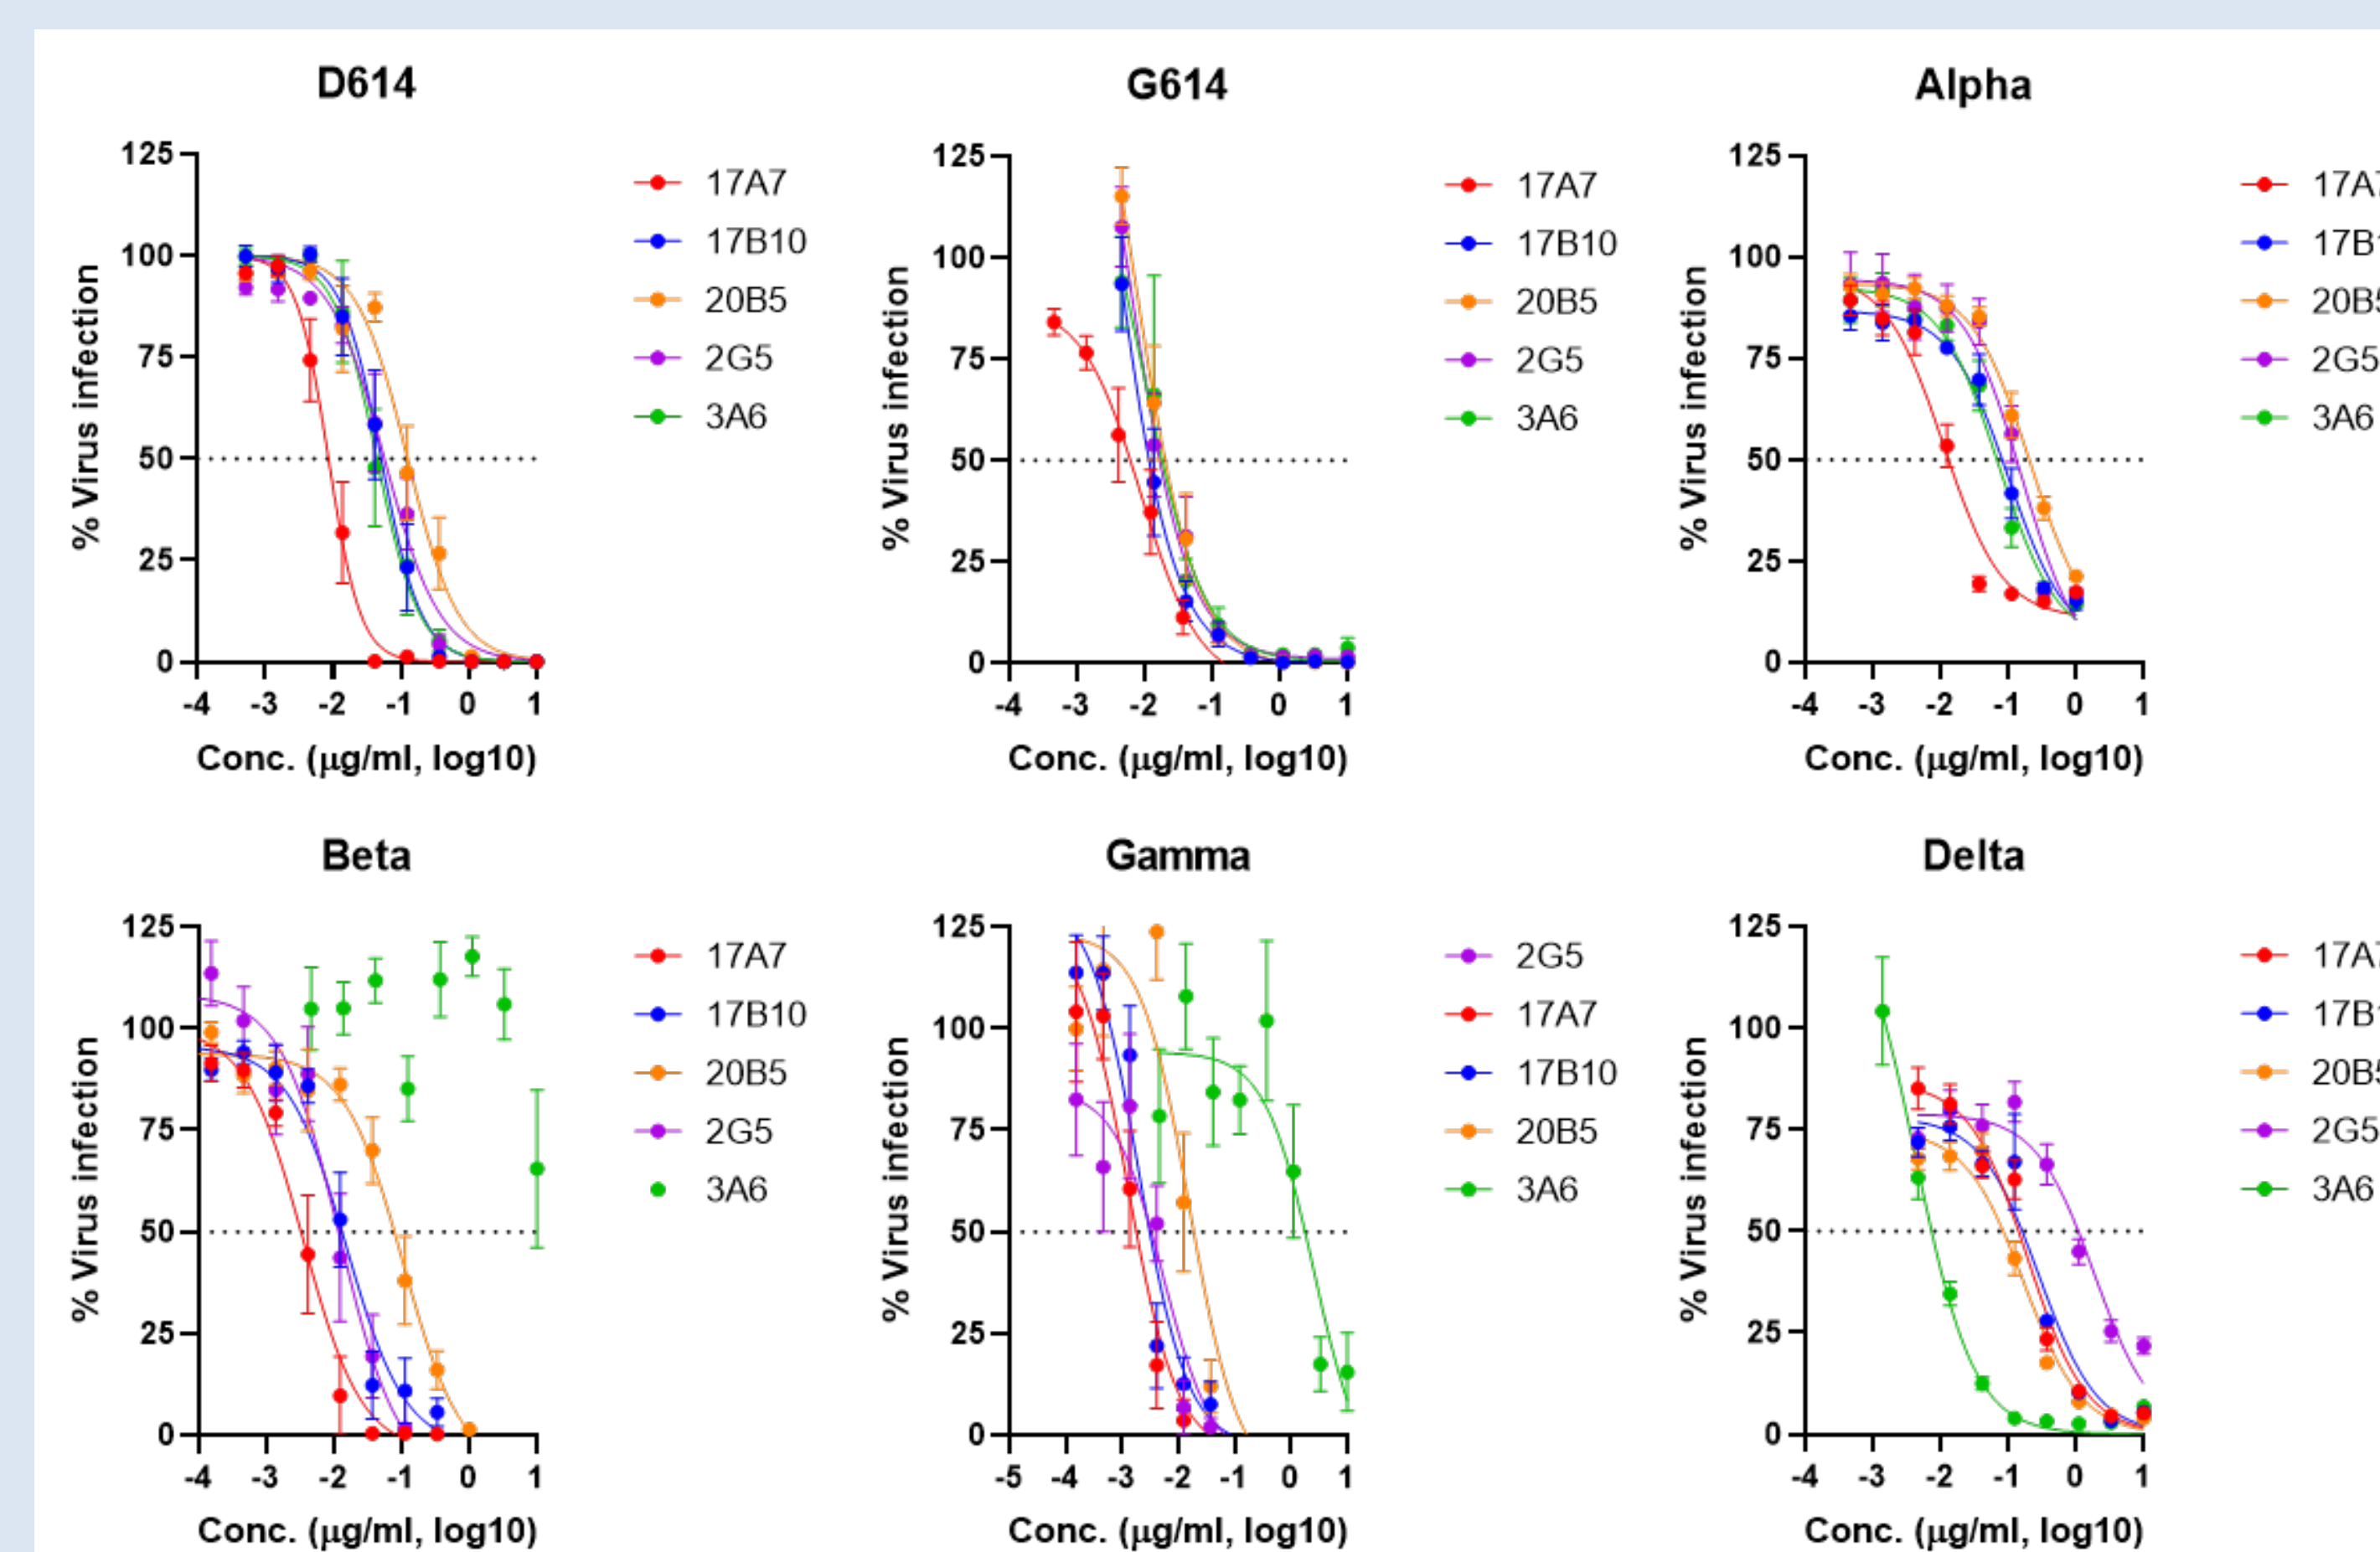 D614
G614
Alpha
% Virus infection
125
100
75
50
25
0
-4 -3 -2 -1 0 1
Conc. (μg/ml, log10)
17A7
17B10
20B5
2G5
3A6
% Virus infection
125
100
75
50
25
0
-4 -3 -2 -1 0 1
Conc. (μg/ml, log10)
17A7
17B10
20B5
2G5
3A6
% Virus infection
125
100
75
50
25
0
-4 -3 -2 -1 0 1
Conc. (μg/ml, log10)
2G5
3A6
Beta
Gamma
Delta
% Virus infection
125
100
75
50
25
0
-4 -3 -2 -1 0 1
Conc. (μg/ml, log10)
17A7
17B10
20B5
2G5
3A6
% Virus infection
125
100
75
50
25
0
-5 -4 -3 -2 -1 0 1
Conc. (μg/ml, log10)
2G5
17A7
17B10
20B5
3A6
% Virus infection
125
100
75
50
25
0
-4 -3 -2 -1 0 1
Conc. (μg/ml, log10)
2G5
3A6